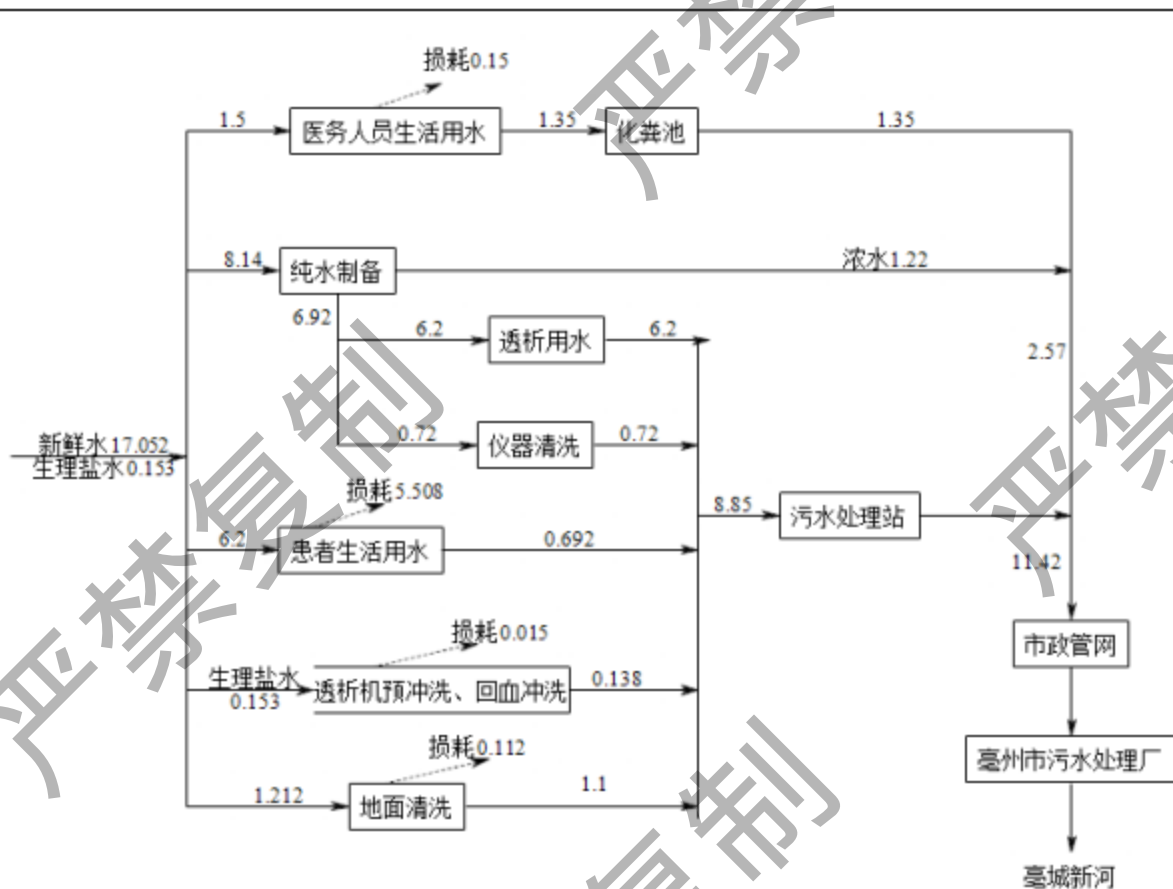 损耗0.15
1.5
医务人员生活用水
1.35
化粪池
1.35
8.14
纯水制备
浓水1.22
6.92
6.2
透析用水
6.2
2.57
0.72
仪器清洗
0.72
新鲜水17.052
生理盐水0.153
损耗5.508
8.85
污水处理站
6.2
患者生活用水
0.692
11.42
损耗0.015
市政管网
生理盐水
0.153
透析机预冲洗、回血冲洗
0.138
损耗0.112
亳州市污水处理厂
1.212
地面清洗
1.1
亳城新河
严禁
严禁复制
严禁
复制